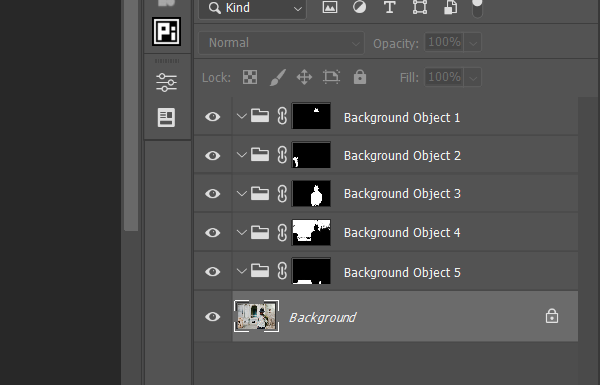 Kind
Pi
Normal
Opacity: 100%
Lock:
Fill: 100%
Background Object 1
Background Object 2
Background Object 3
Background Object 4
Background Object 5
Background